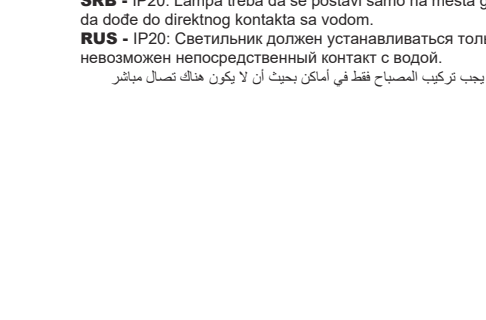 SRB - IP20: Lampa treba da se postavi samo na mesta g
da dođe do direktnog kontakta sa vodom.
RUS - IP20: Светильник должен устанавливаться толь
невозможен непосредственный контакт с водой.
يجب تركيب المصباح فقط في أماكن بحيث أن لا يكون هناك تصال مباشر